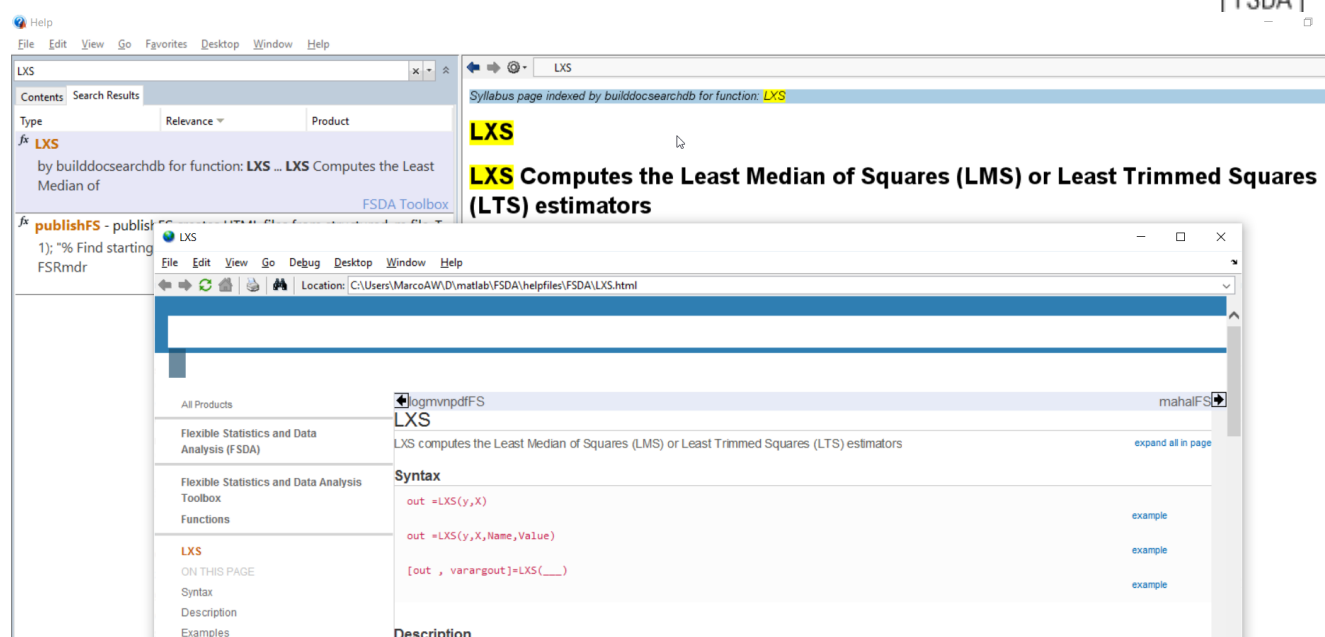 FSDA
Help
File Edit View Go Favorites Desktop Window Help
LXS
LXS
Contents Search Results
Syllabus page indexed by builddocsearchdb for function: LXS
Type Relevance Product
fx LXS
by builddocsearchdb for function: LXS ... LXS Computes the Least
Median of
FSDA Toolbox
LXS
LXS Computes the Least Median of Squares (LMS) or Least Trimmed Squares
(LTS) estimators
fx publishFS
1); "% Find starting
FSRmdr
LXS
File Edit View Go Debug Desktop Window Help
Location: C:\Users\MarcoAW\D\matlab\FSDA\helpfiles\FSDA\LXS.html
All Products
Flexible Statistics and Data
Analysis (FSDA)
Flexible Statistics and Data Analysis
Toolbox
Functions
LXS
ON THIS PAGE
Syntax
Description
Examples
logmvnpdfFS mahalFS
LXS
LXS computes the Least Median of Squares (LMS) or Least Trimmed Squares (LTS) estimators expand all in page
Syntax
out =LXS(y,X)
example
out =LXS(y,X,Name,Value)
example
[out , varargout]=LXS(___)
example
Description